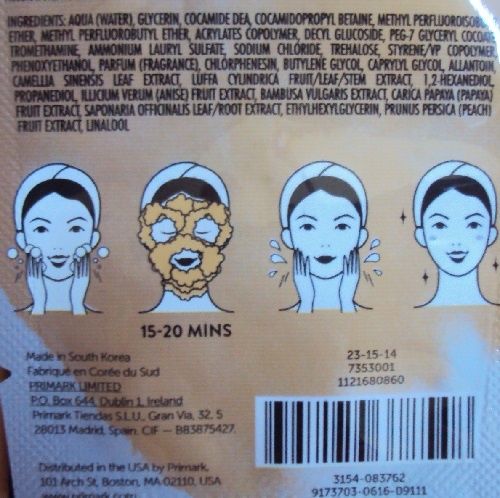 INGREDIENTS: AQUA (WATER), GLYCERIN, COCAMIDE DEA, COCAMIDOPROPYL BETAINE, METHYL PERFLUOROISOBU
ETHER, METHYL PERFLUOROBUTYL ETHER, ACRYLATES COPOLYMER, DECYL GLUCOSIDE, PEG-7 GLYCERYL COCOATE
TROMETHAMINE, AMMONIUM LAURYL SULFATE, SODIUM CHLORIDE, TREHALOSE, STYRENE/VP COPOLYMER
PHENOXYETHANOL, PARFUM (FRAGRANCE), CHLORPHENESIN, BUTYLENE GLYCOL, CAPRYLYL GLYCOL, ALLANTOIN
CAMELLIA SINENSIS LEAF EXTRACT, LUFFA CYLINDRICA FRUIT/LEAF/STEM EXTRACT, 1,2-HEXANEDIOL,
PROPANEDIOL, ILLICIUM VERUM (ANISE) FRUIT EXTRACT, BAMBUSA VULGARIS EXTRACT, CARICA PAPAYA (PAPAYA)
FRUIT EXTRACT, SAPONARIA OFFICINALIS LEAF/ROOT EXTRACT, ETHYLHEXYLGLYCERIN, PRUNUS PERSICA (PEACH)
FRUIT EXTRACT, LINALOOL
15-20 MINS
Made in South Korea
Fabriqué en Corée du Sud
PRIMARK LIMITED
P.O. Box 644, Dublin 1, Ireland
Primark Tiendas S.L.U., Gran Via, 32, 5
28013 Madrid, Spain. CIF — B83875427.
Distributed in the USA by Primark,
101 Arch St, Boston, MA 02110, USA
www.primark.com
23-15-14
7353001
1121680860
3154-083762
9173703-0616-09111